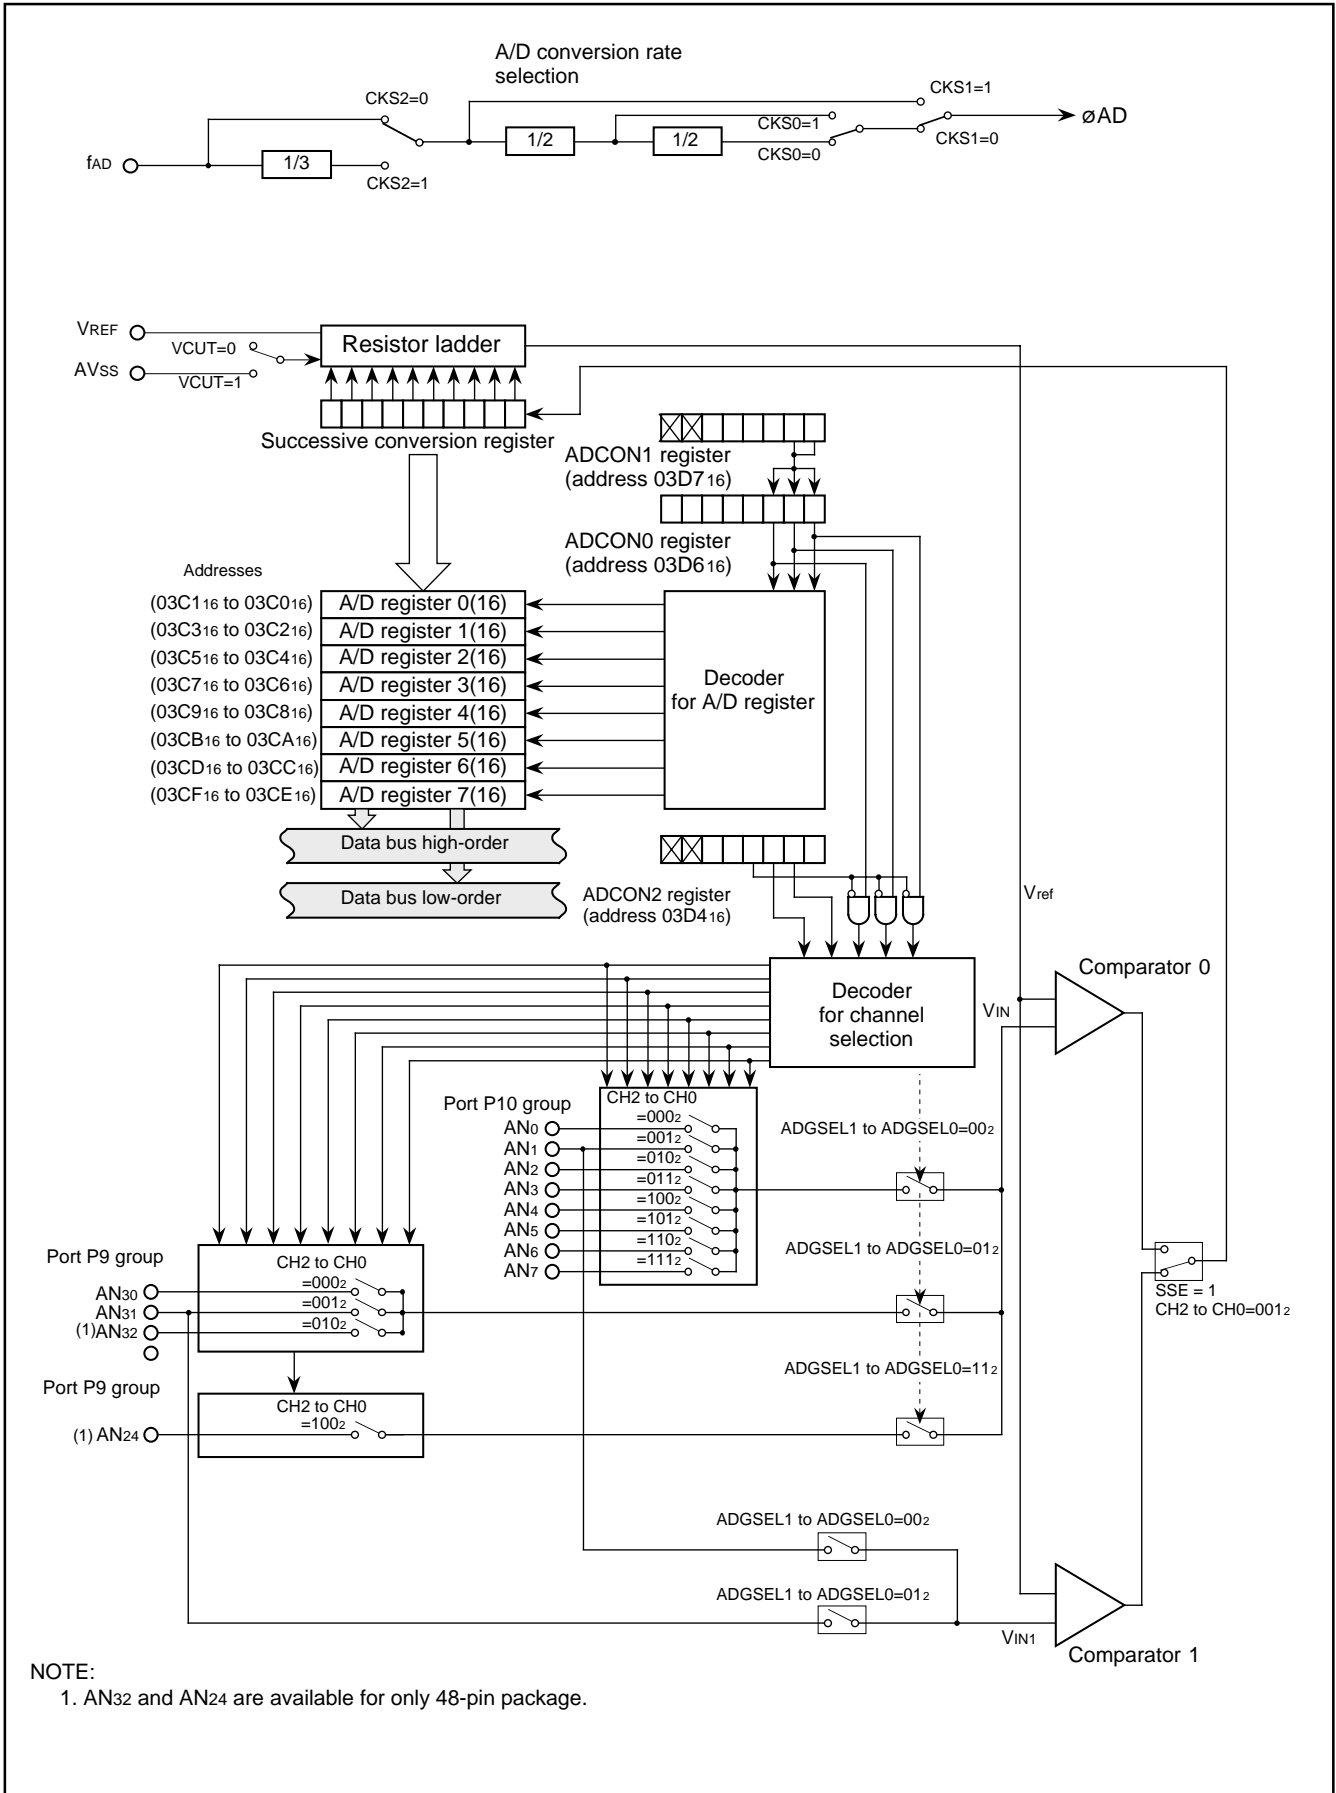 A/D conversion rate
selection
CKS2=0
CKS1=1
CKS0=1
øAD
1/2
1/2
CKS1=0
CKS0=0
fAD
1/3
CKS2=1
VREF
VCUT=0
Resistor ladder
AVSS
VCUT=1
Successive conversion register
ADCON1 register
(address 03D716)
ADCON0 register
(address 03D616)
Addresses
(03C116 to 03C016)
A/D register 0(16)
(03C316 to 03C216)
A/D register 1(16)
(03C516 to 03C416)
A/D register 2(16)
(03C716 to 03C616)
A/D register 3(16)
(03C916 to 03C816)
A/D register 4(16)
(03CB16 to 03CA16)
A/D register 5(16)
(03CD16 to 03CC16)
A/D register 6(16)
(03CF16 to 03CE16)
A/D register 7(16)
Decoder
for A/D register
Data bus high-order
Data bus low-order
ADCON2 register
(address 03D416)
Vref
Comparator 0
Decoder
for channel
selection
VIN
Port P10 group
CH2 to CH0
AN0
=0002
AN1
=0012
AN2
=0102
AN3
=0112
AN4
=1002
AN5
=1012
AN6
=1102
AN7
=1112
ADGSEL1 to ADGSEL0=002
ADGSEL1 to ADGSEL0=012
ADGSEL1 to ADGSEL0=112
Port P9 group
CH2 to CH0
AN30
=0002
AN31
=0012
(1)AN32
=0102
SSE = 1
CH2 to CH0=0012
Port P9 group
CH2 to CH0
=1002
(1) AN24
ADGSEL1 to ADGSEL0=002
ADGSEL1 to ADGSEL0=012
VIN1
Comparator 1
NOTE:
1. AN32 and AN24 are available for only 48-pin package.